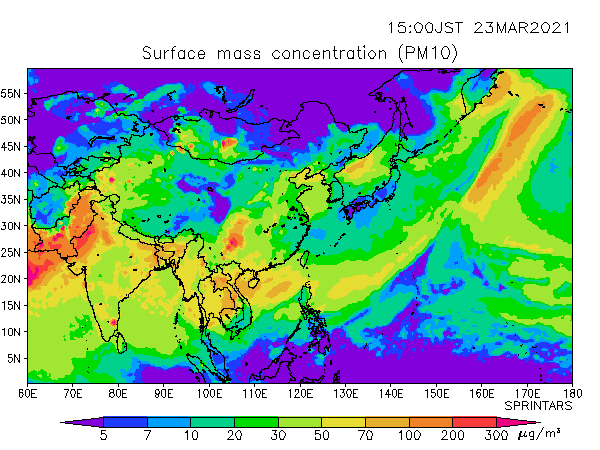 15:00JST 23MAR2021
Surface mass concentration (PM10)
55N
50N
45N
40N
35N
30N
25N
20N
15N
10N
5N
60E 70E 80E 90E 100E 110E 120E 130E 140E 150E 160E 170E 180
SPRINTARS
5 7 10 20 30 50 70 100 200 300 μg/m³